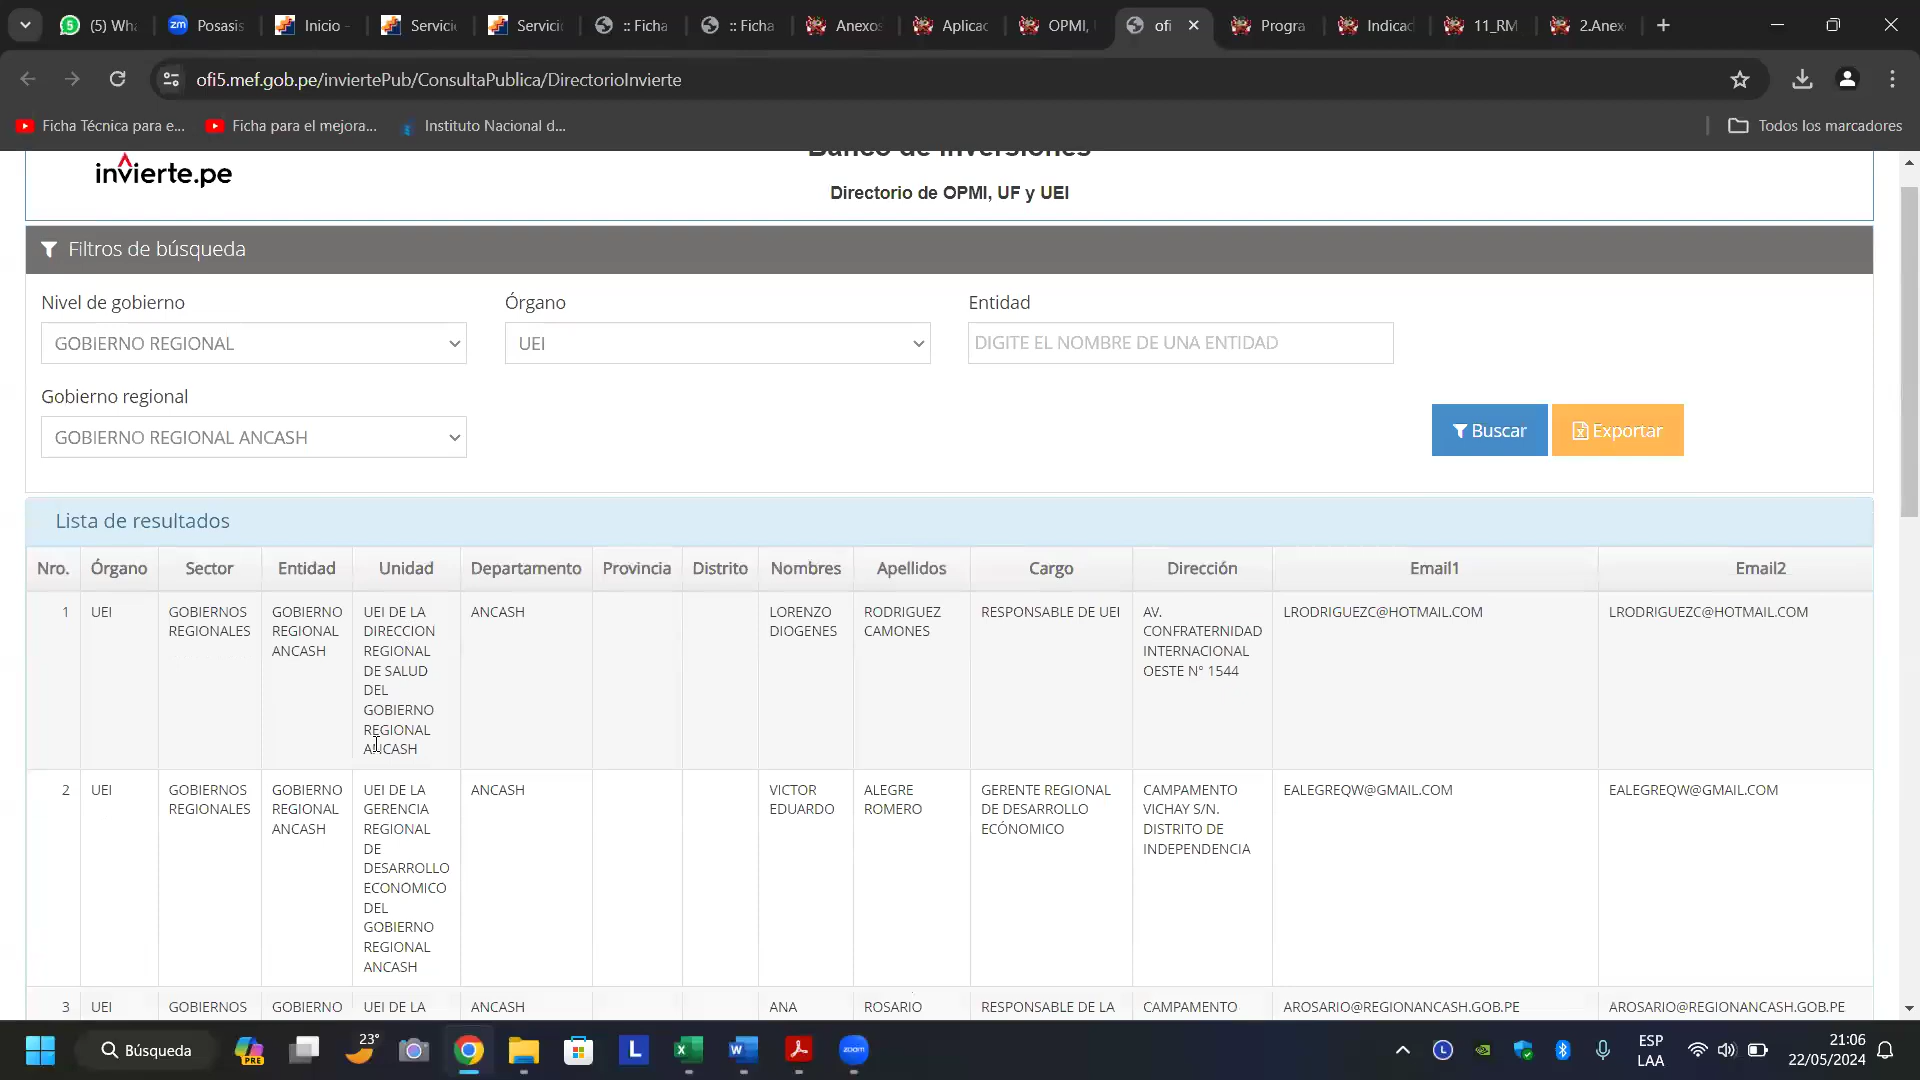 (5) Wha
zm Posasis
Inicio -
Servicio
Servicio
:: Ficha
:: Ficha
Anexos
Aplicac
OPMI,
ofi
Progra
Indicad
11_RM
2.Anex
ofi5.mef.gob.pe/inviertePub/ConsultaPublica/DirectorioInvierte
Ficha Técnica para e...
Ficha para el mejora...
Instituto Nacional d...
Todos los marcadores
invierte.pe
Banco de Inversiones
Directorio de OPMI, UF y UEI
Filtros de búsqueda
Nivel de gobierno
Órgano
Entidad
GOBIERNO REGIONAL
UEI
DIGITE EL NOMBRE DE UNA ENTIDAD
Gobierno regional
GOBIERNO REGIONAL ANCASH
Buscar
Exportar
Lista de resultados
Nro. Órgano Sector Entidad Unidad Departamento Provincia Distrito Nombres Apellidos Cargo Dirección Email1 Email2
1
UEI
GOBIERNOS
REGIONALES
GOBIERNO
REGIONAL
ANCASH
UEI DE LA
DIRECCION
REGIONAL
DE SALUD
DEL
GOBIERNO
REGIONAL
ANCASH
ANCASH
LORENZO
DIOGENES
RODRIGUEZ
CAMONES
RESPONSABLE DE UEI
AV.
CONFRATERNIDAD
INTERNACIONAL
OESTE N° 1544
LRODRIGUEZC@HOTMAIL.COM
LRODRIGUEZC@HOTMAIL.COM
2
UEI
GOBIERNOS
REGIONALES
GOBIERNO
REGIONAL
ANCASH
UEI DE LA
GERENCIA
REGIONAL
DE
DESARROLLO
ECONOMICO
DEL
GOBIERNO
REGIONAL
ANCASH
ANCASH
VICTOR
EDUARDO
ALEGRE
ROMERO
GERENTE REGIONAL
DE DESARROLLO
ECÓNOMICO
CAMPAMENTO
VICHAY S/N.
DISTRITO DE
INDEPENDENCIA
EALEGREQW@GMAIL.COM
EALEGREQW@GMAIL.COM
3
UEI
GOBIERNOS
GOBIERNO
UEI DE LA
ANCASH
ANA
ROSARIO
RESPONSABLE DE LA
CAMPAMENTO
AROSARIO@REGIONANCASH.GOB.PE
AROSARIO@REGIONANCASH.GOB.PE
Búsqueda
PRE
23°
L
zoom
L
ESP
LAA
21:06
22/05/2024